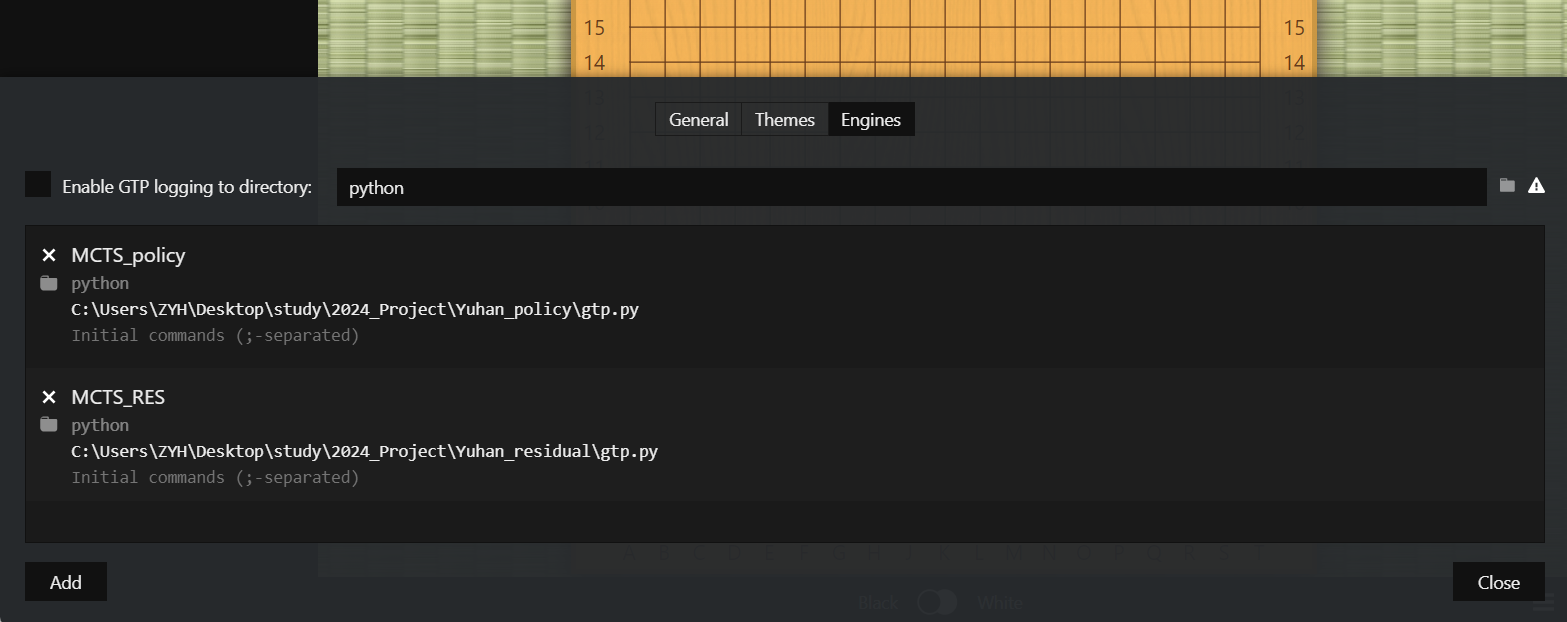 15 15
14 14
General Themes Engines
Enable GTP logging to directory: python
MCTS_policy
python
C:\Users\ZYH\Desktop\study\2024_Project\Yuhan_policy\gtp.py
Initial commands (;-separated)
MCTS_RES
python
C:\Users\ZYH\Desktop\study\2024_Project\Yuhan_residual\gtp.py
Initial commands (;-separated)
A B C D E F G H J K L M N O P Q R S T
Add Close
Black White